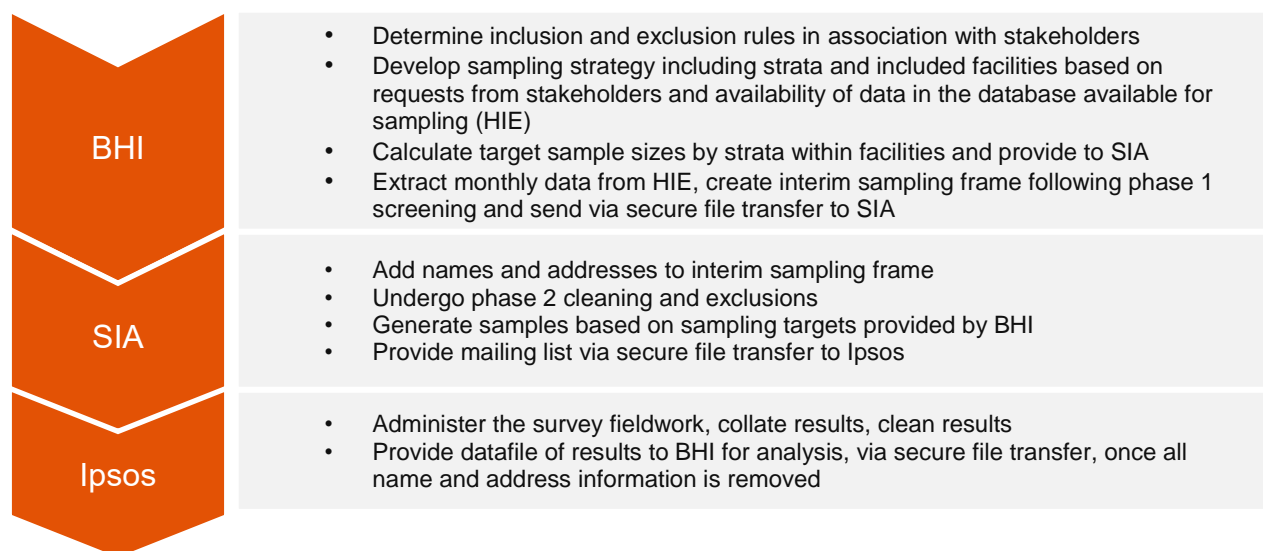 BHI
• Determine inclusion and exclusion rules in association with stakeholders
• Develop sampling strategy including strata and included facilities based on
requests from stakeholders and availability of data in the database available for
sampling (HIE)
• Calculate target sample sizes by strata within facilities and provide to SIA
• Extract monthly data from HIE, create interim sampling frame following phase 1
screening and send via secure file transfer to SIA
SIA
• Add names and addresses to interim sampling frame
• Undergo phase 2 cleaning and exclusions
• Generate samples based on sampling targets provided by BHI
• Provide mailing list via secure file transfer to Ipsos
Ipsos
• Administer the survey fieldwork, collate results, clean results
• Provide datafile of results to BHI for analysis, via secure file transfer, once all
name and address information is removed